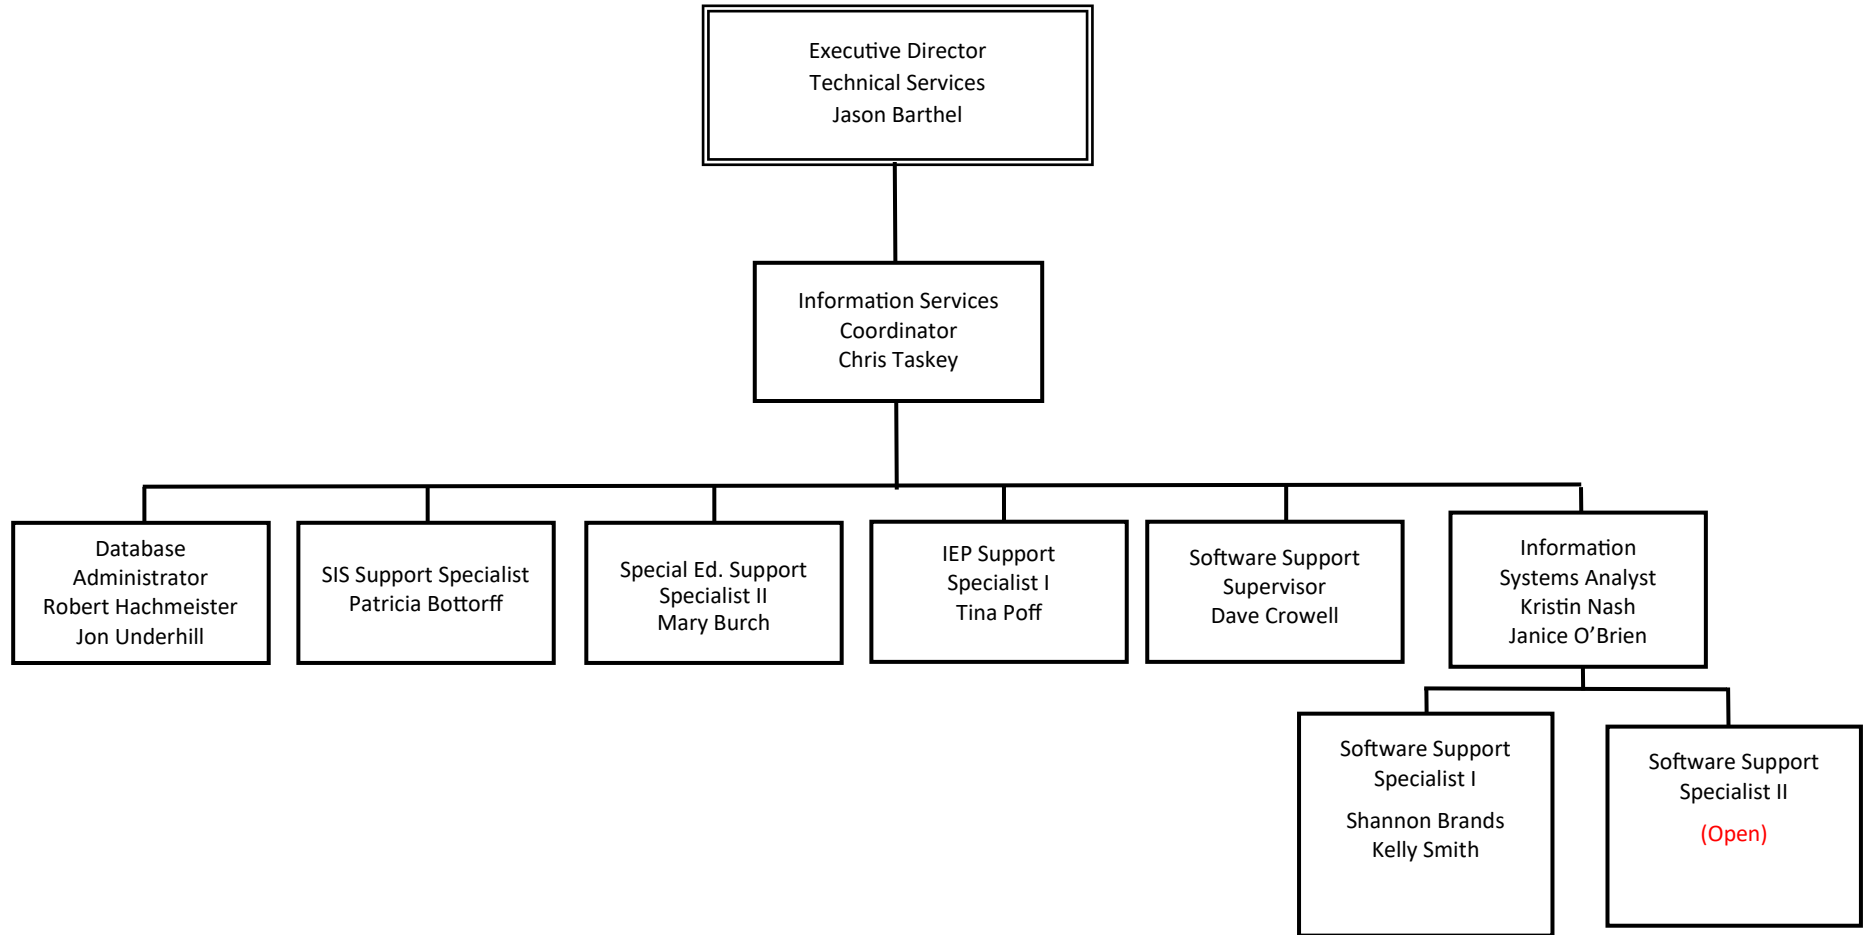 Executive Director
Technical Services
Jason Barthel
Information Services
Coordinator
Chris Taskey
Database
Administrator
Robert Hachmeister
Jon Underhill
SIS Support Specialist
Patricia Bottorff
Special Ed. Support
Specialist II
Mary Burch
IEP Support
Specialist I
Tina Poff
Software Support
Supervisor
Dave Crowell
Information
Systems Analyst
Kristin Nash
Janice O’Brien
Software Support
Specialist I
Shannon Brands
Kelly Smith
Software Support
Specialist II
(Open)